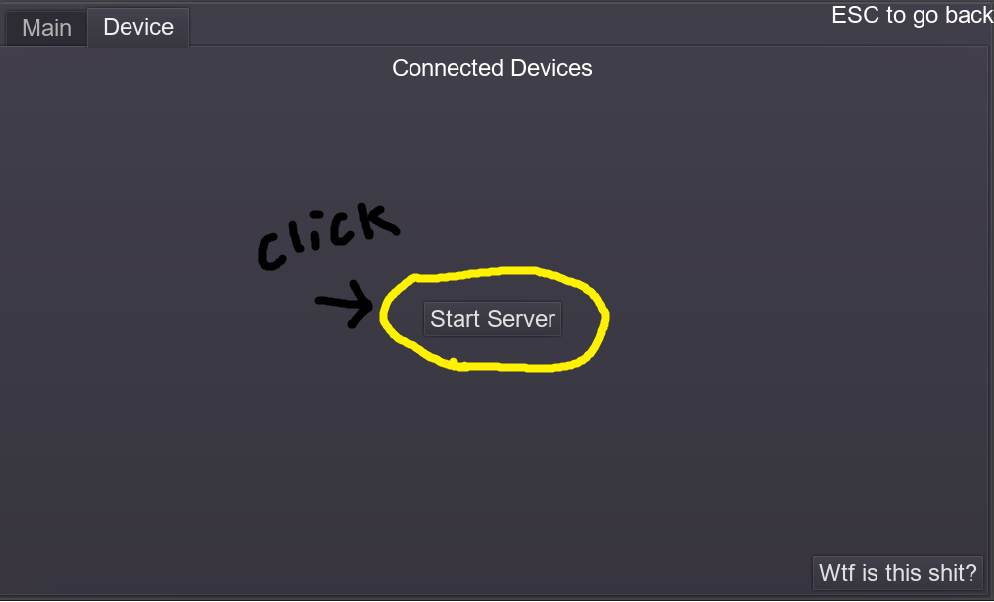 Main
Device
ESC to go back
Connected Devices
click
Start Server
Wtf is this shit?